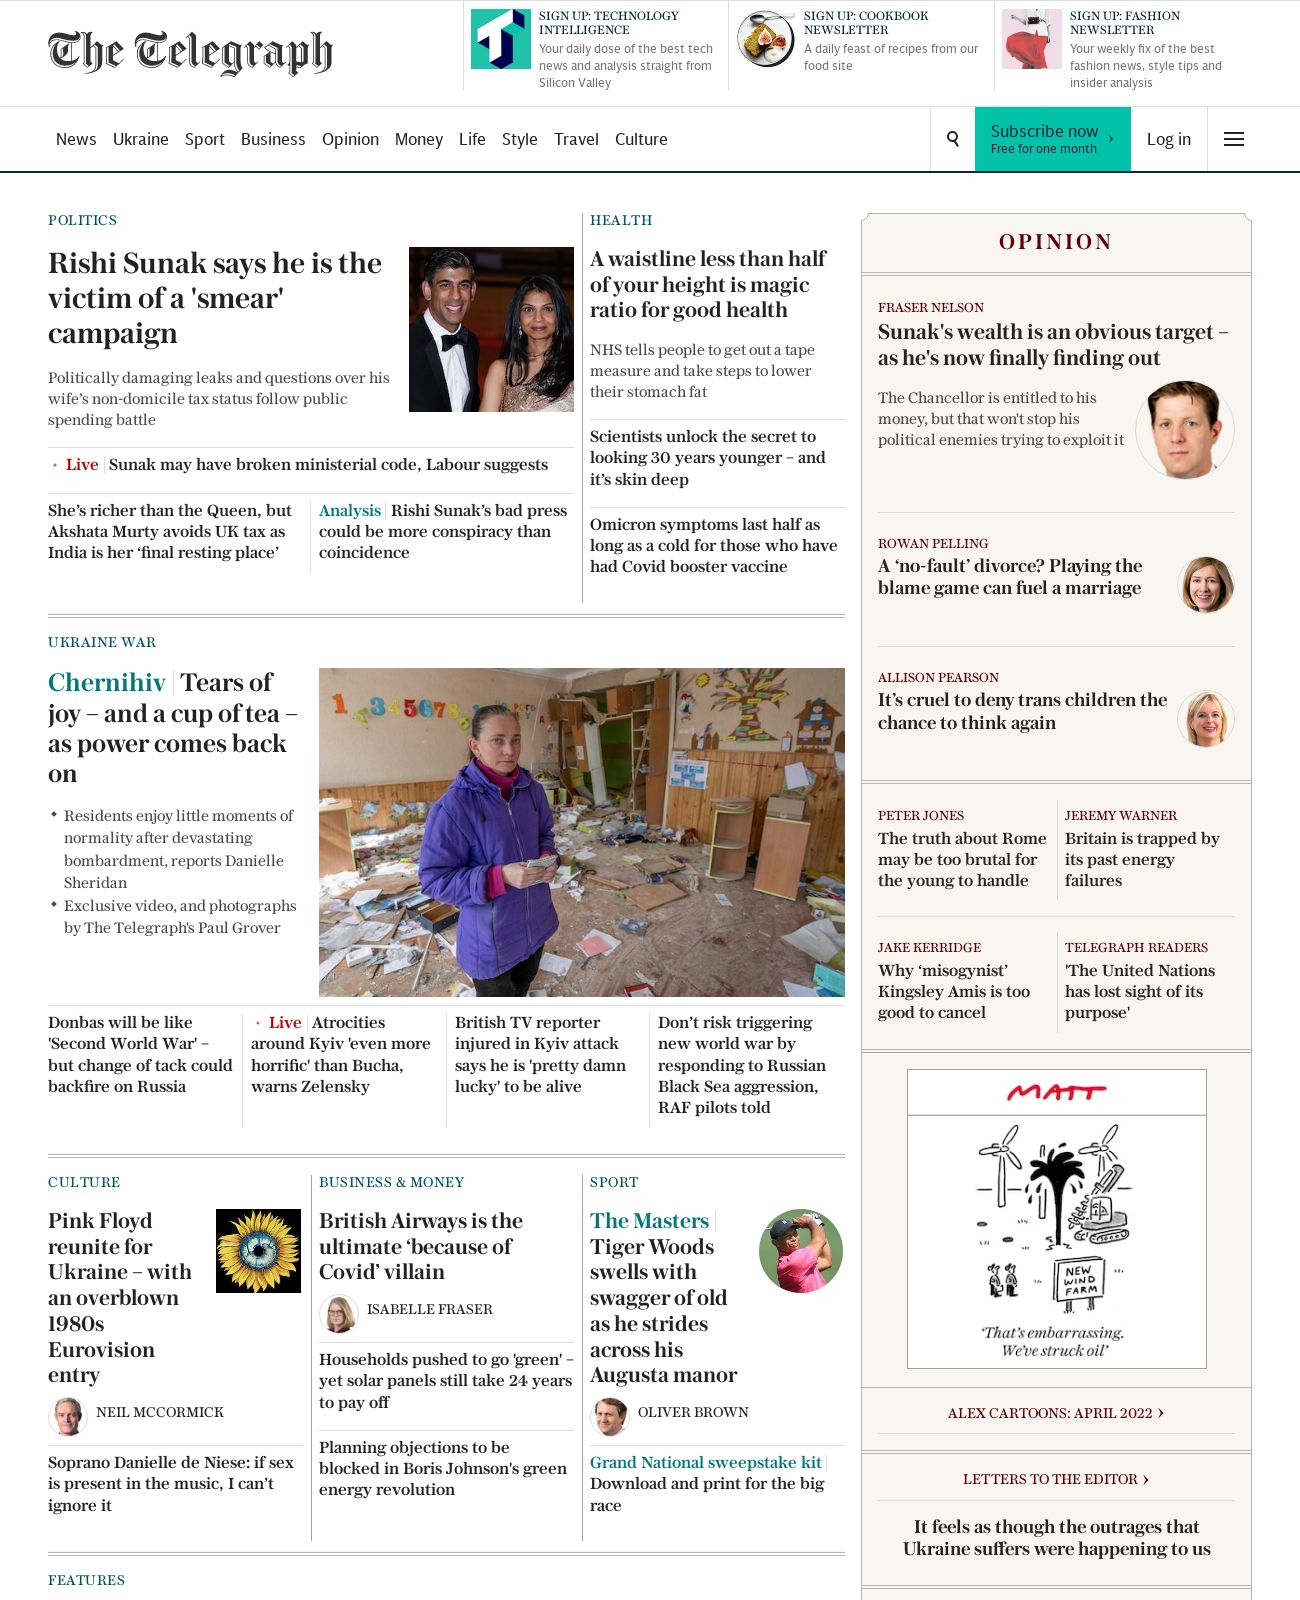 The Telegraph
SIGN UP: TECHNOLOGY
INTELLIGENCE
Your daily dose of the best tech
news and analysis straight from
Silicon Valley
SIGN UP: COOKBOOK
NEWSLETTER
A daily feast of recipes from our
food site
SIGN UP: FASHION
NEWSLETTER
Your weekly fix of the best
fashion news, style tips and
insider analysis
News Ukraine Sport Business Opinion Money Life Style Travel Culture
Subscribe now ›
Free for one month
Log in
POLITICS
Rishi Sunak says he is the
victim of a 'smear'
campaign
Politically damaging leaks and questions over his
wife's non-domicile tax status follow public
spending battle
Live Sunak may have broken ministerial code, Labour suggests
She's richer than the Queen, but
Akshata Murty avoids UK tax as
India is her ‘final resting place’
Analysis Rishi Sunak’s bad press
could be more conspiracy than
coincidence
HEALTH
A waistline less than half
of your height is magic
ratio for good health
NHS tells people to get out a tape
measure and take steps to lower
their stomach fat
Scientists unlock the secret to
looking 30 years younger – and
it’s skin deep
Omicron symptoms last half as
long as a cold for those who have
had Covid booster vaccine
UKRAINE WAR
Chernihiv Tears of
joy – and a cup of tea –
as power comes back
on
Residents enjoy little moments of
normality after devastating
bombardment, reports Danielle
Sheridan
Exclusive video, and photographs
by The Telegraph's Paul Grover
1 2 3 4 5 6 7 8
Donbas will be like
'Second World War' –
but change of tack could
backfire on Russia
Live Atrocities
around Kyiv 'even more
horrific' than Bucha,
warns Zelensky
British TV reporter
injured in Kyiv attack
says he is 'pretty damn
lucky' to be alive
Don’t risk triggering
new world war by
responding to Russian
Black Sea aggression,
RAF pilots told
CULTURE
Pink Floyd
reunite for
Ukraine – with
an overblown
1980s
Eurovision
entry
NEIL MCCORMICK
Soprano Danielle de Niese: if sex
is present in the music, I can’t
ignore it
BUSINESS & MONEY
British Airways is the
ultimate ‘because of
Covid’ villain
ISABELLE FRASER
Households pushed to go 'green' –
yet solar panels still take 24 years
to pay off
Planning objections to be
blocked in Boris Johnson's green
energy revolution
SPORT
The Masters
Tiger Woods
swells with
swagger of old
as he strides
across his
Augusta manor
OLIVER BROWN
Grand National sweepstake kit
Download and print for the big
race
FEATURES
OPINION
FRASER NELSON
Sunak's wealth is an obvious target –
as he's now finally finding out
The Chancellor is entitled to his
money, but that won't stop his
political enemies trying to exploit it
ROWAN PELLING
A ‘no-fault’ divorce? Playing the
blame game can fuel a marriage
ALLISON PEARSON
It’s cruel to deny trans children the
chance to think again
PETER JONES
The truth about Rome
may be too brutal for
the young to handle
JEREMY WARNER
Britain is trapped by
its past energy
failures
JAKE KERRIDGE
Why ‘misogynist’
Kingsley Amis is too
good to cancel
TELEGRAPH READERS
'The United Nations
has lost sight of its
purpose'
MATT
NEW
WIND
FARM
‘That’s embarrassing.
We’ve struck oil’
ALEX CARTOONS: APRIL 2022 ›
LETTERS TO THE EDITOR ›
It feels as though the outrages that
Ukraine suffers were happening to us